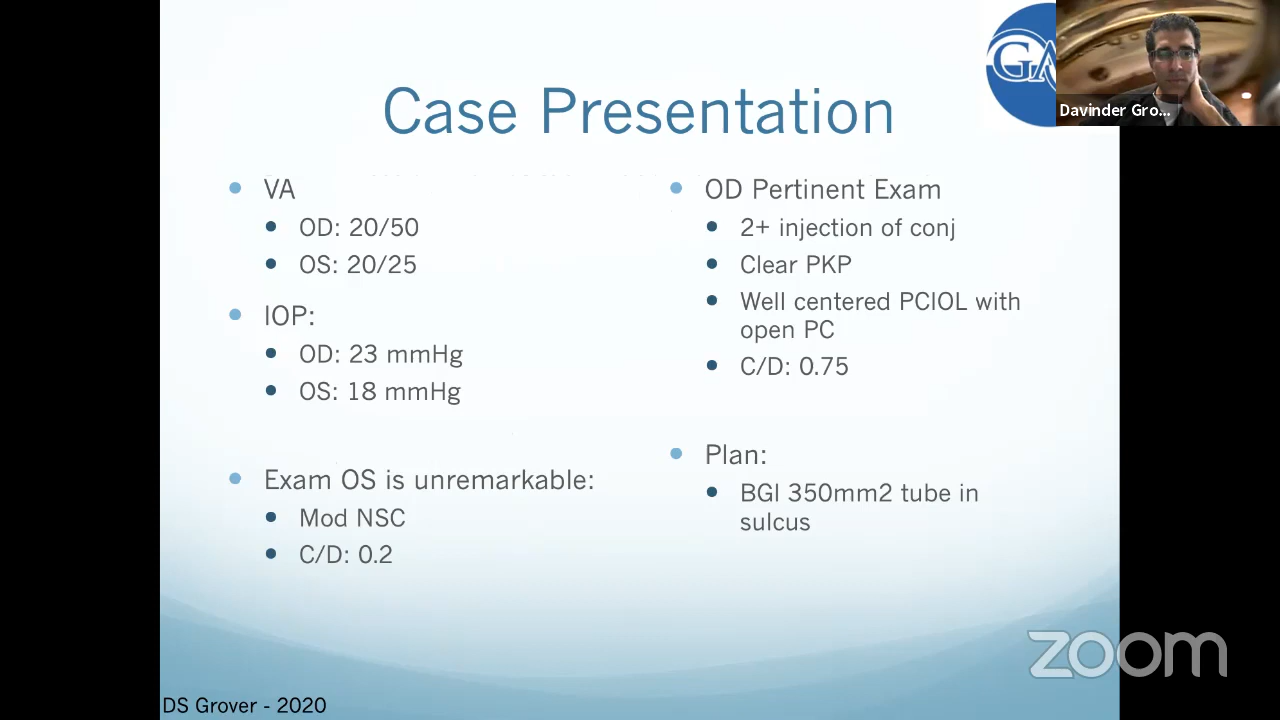 Case Presentation
VA
OD: 20/50
OS: 20/25
IOP:
OD: 23 mmHg
OS: 18 mmHg
Exam OS is unremarkable:
Mod NSC
C/D: 0.2
OD Pertinent Exam
2+ injection of conj
Clear PKP
Well centered PCIOL with
open PC
C/D: 0.75
Plan:
BGI 350mm2 tube in
sulcus
Davinder Gro...
zoom
DS Grover - 2020